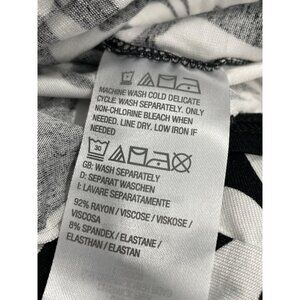 MACHINE WASH COLD DELICATE
CYCLE. WASH SEPARATELY. ONLY
NON-CHLORINE BLEACH WHEN
NEEDED. LINE DRY. LOW IRON IF
NEEDED
30
GB: WASH SEPARATELY
D: SEPARAT WASCHEN
I: LAVARE SEPARATAMENTE
92% RAYON / VISCOSE / VISKOSE /
VISCOSA
8% SPANDEX / ELASTANE /
ELASTHAN / ELASTAN